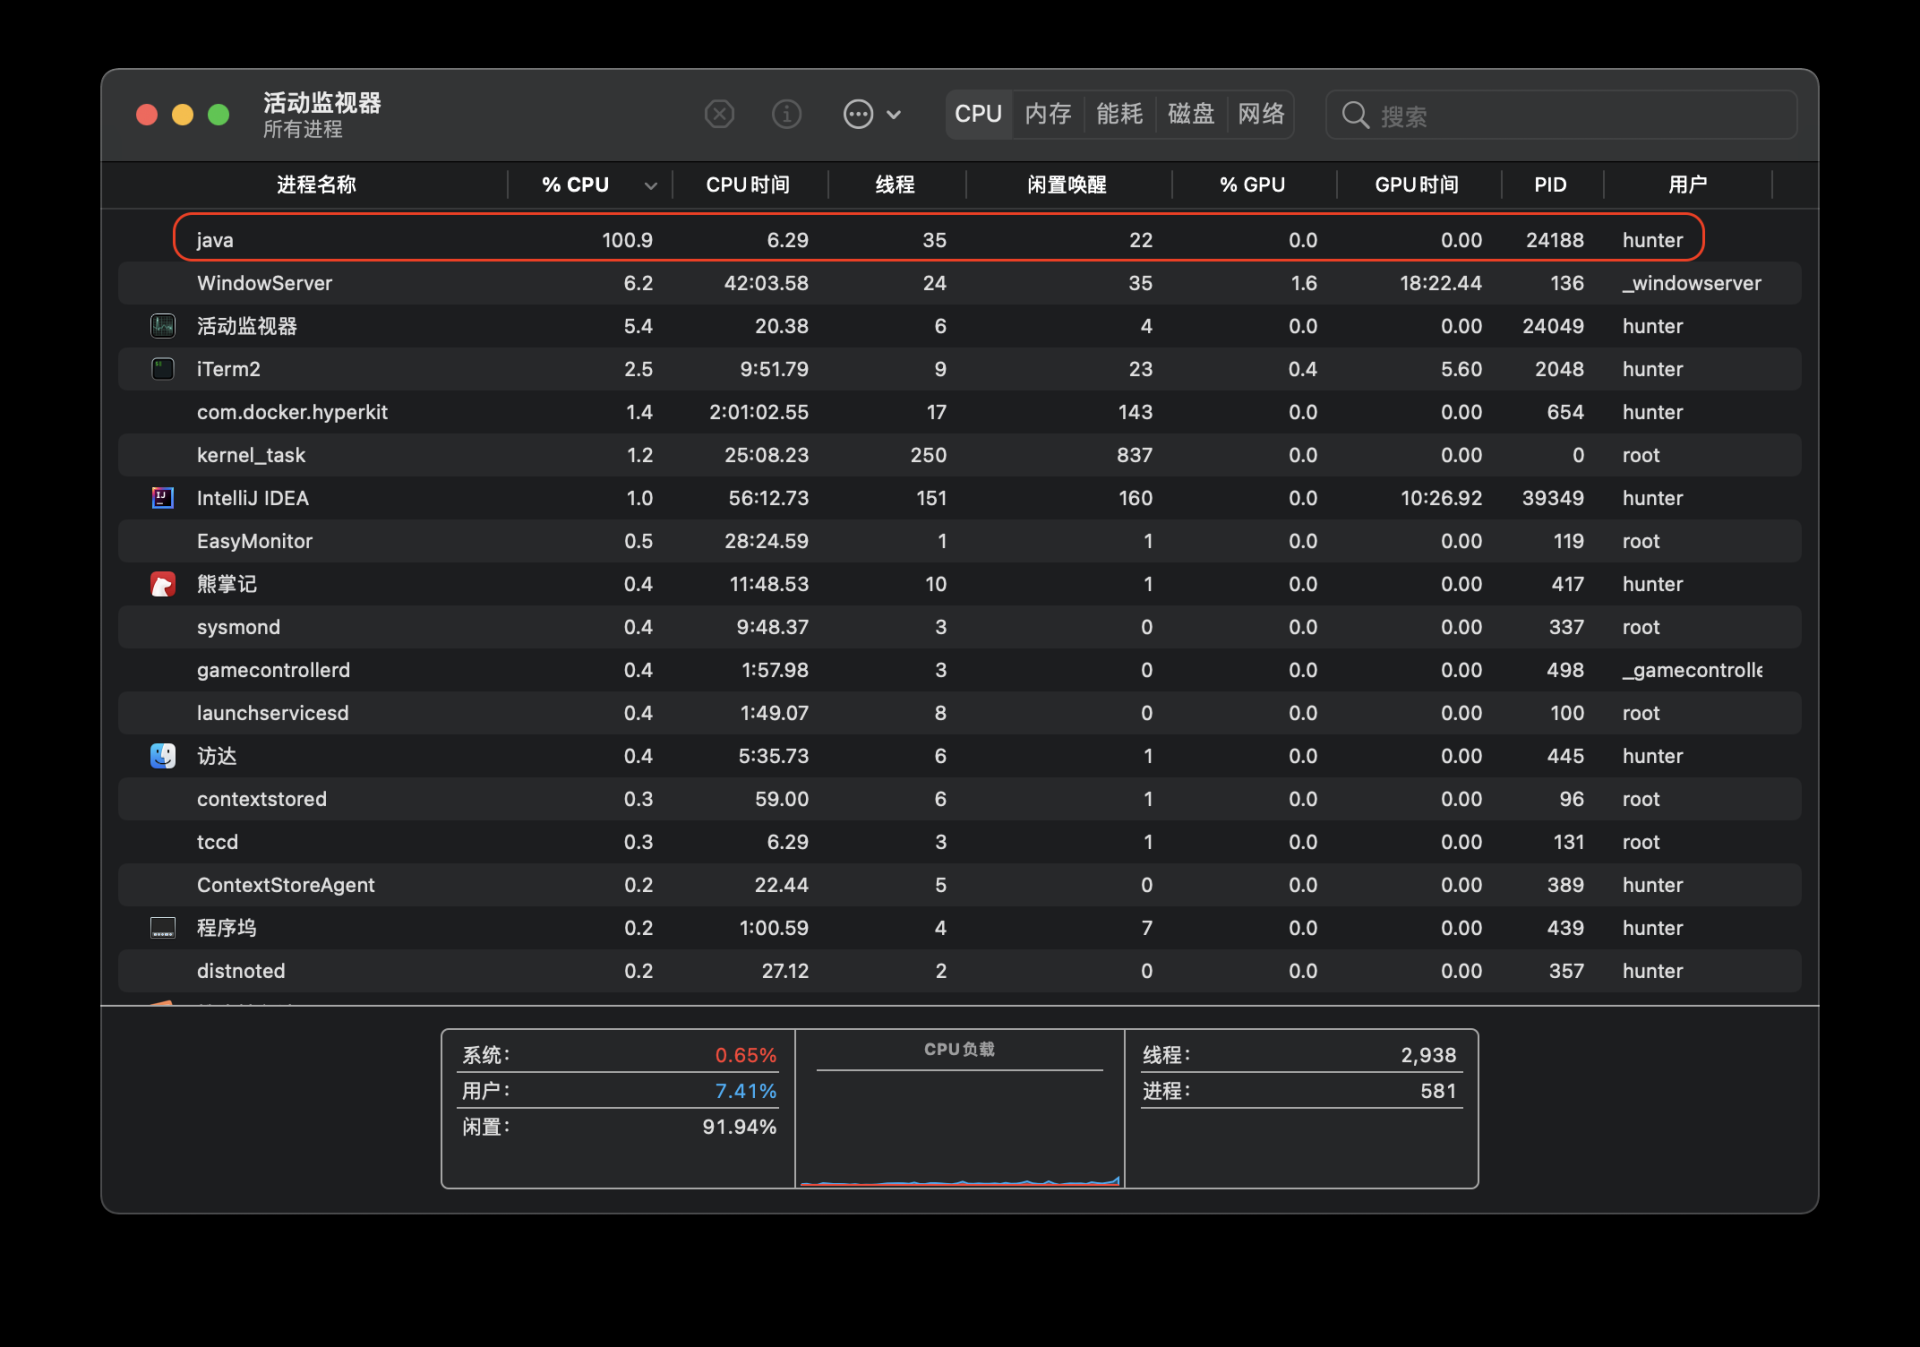 活动监视器
所有进程
CPU 内存 能耗 磁盘 网络 搜索
进程名称 % CPU CPU 时间 线程 闲置唤醒 % GPU GPU 时间 PID 用户
java 100.9 6.29 35 22 0.0 0.00 24188 hunter
WindowServer 6.2 42:03.58 24 35 1.6 18:22.44 136 _windowserver
活动监视器 5.4 20.38 6 4 0.0 0.00 24049 hunter
iTerm2 2.5 9:51.79 9 23 0.4 5.60 2048 hunter
com.docker.hyperkit 1.4 2:01:02.55 17 143 0.0 0.00 654 hunter
kernel_task 1.2 25:08.23 250 837 0.0 0.00 0 root
IntelliJ IDEA 1.0 56:12.73 151 160 0.0 10:26.92 39349 hunter
EasyMonitor 0.5 28:24.59 1 1 0.0 0.00 119 root
熊掌记 0.4 11:48.53 10 1 0.0 0.00 417 hunter
sysmond 0.4 9:48.37 3 0 0.0 0.00 337 root
gamecontrollerd 0.4 1:57.98 3 0 0.0 0.00 498 _gamecontrolle
launchservicesd 0.4 1:49.07 8 0 0.0 0.00 100 root
访达 0.4 5:35.73 6 1 0.0 0.00 445 hunter
contextstored 0.3 59.00 6 1 0.0 0.00 96 root
tccd 0.3 6.29 3 1 0.0 0.00 131 root
ContextStoreAgent 0.2 22.44 5 0 0.0 0.00 389 hunter
程序坞 0.2 1:00.59 4 7 0.0 0.00 439 hunter
distnoted 0.2 27.12 2 0 0.0 0.00 357 hunter
系统： 0.65%
用户： 7.41%
闲置： 91.94%
CPU负载
线程： 2,938
进程： 581